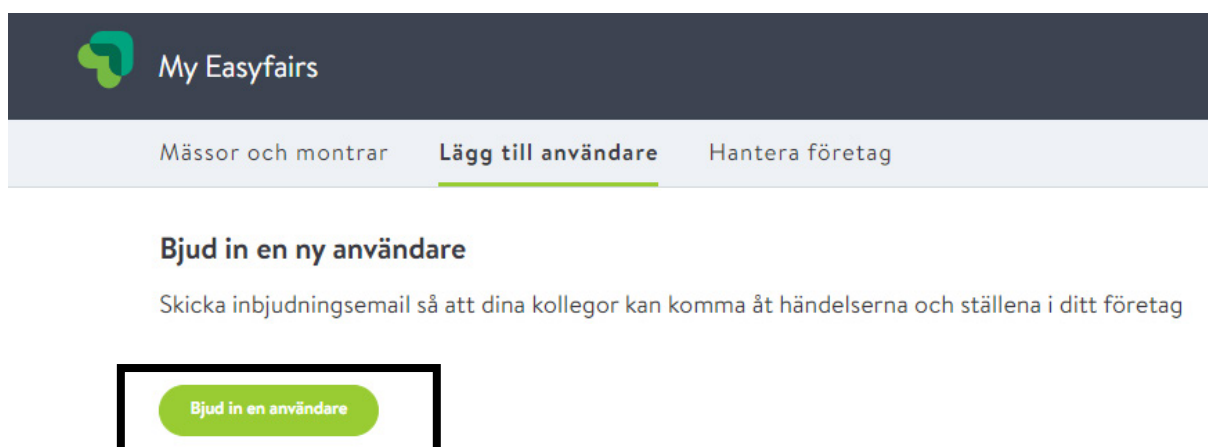 My Easyfairs
Mässor och montrar Lägg till användare Hantera företag
Bjud in en ny användare
Skicka inbjudningsemail så att dina kollegor kan komma åt händelserna och ställena i ditt företag
Bjud in en användare